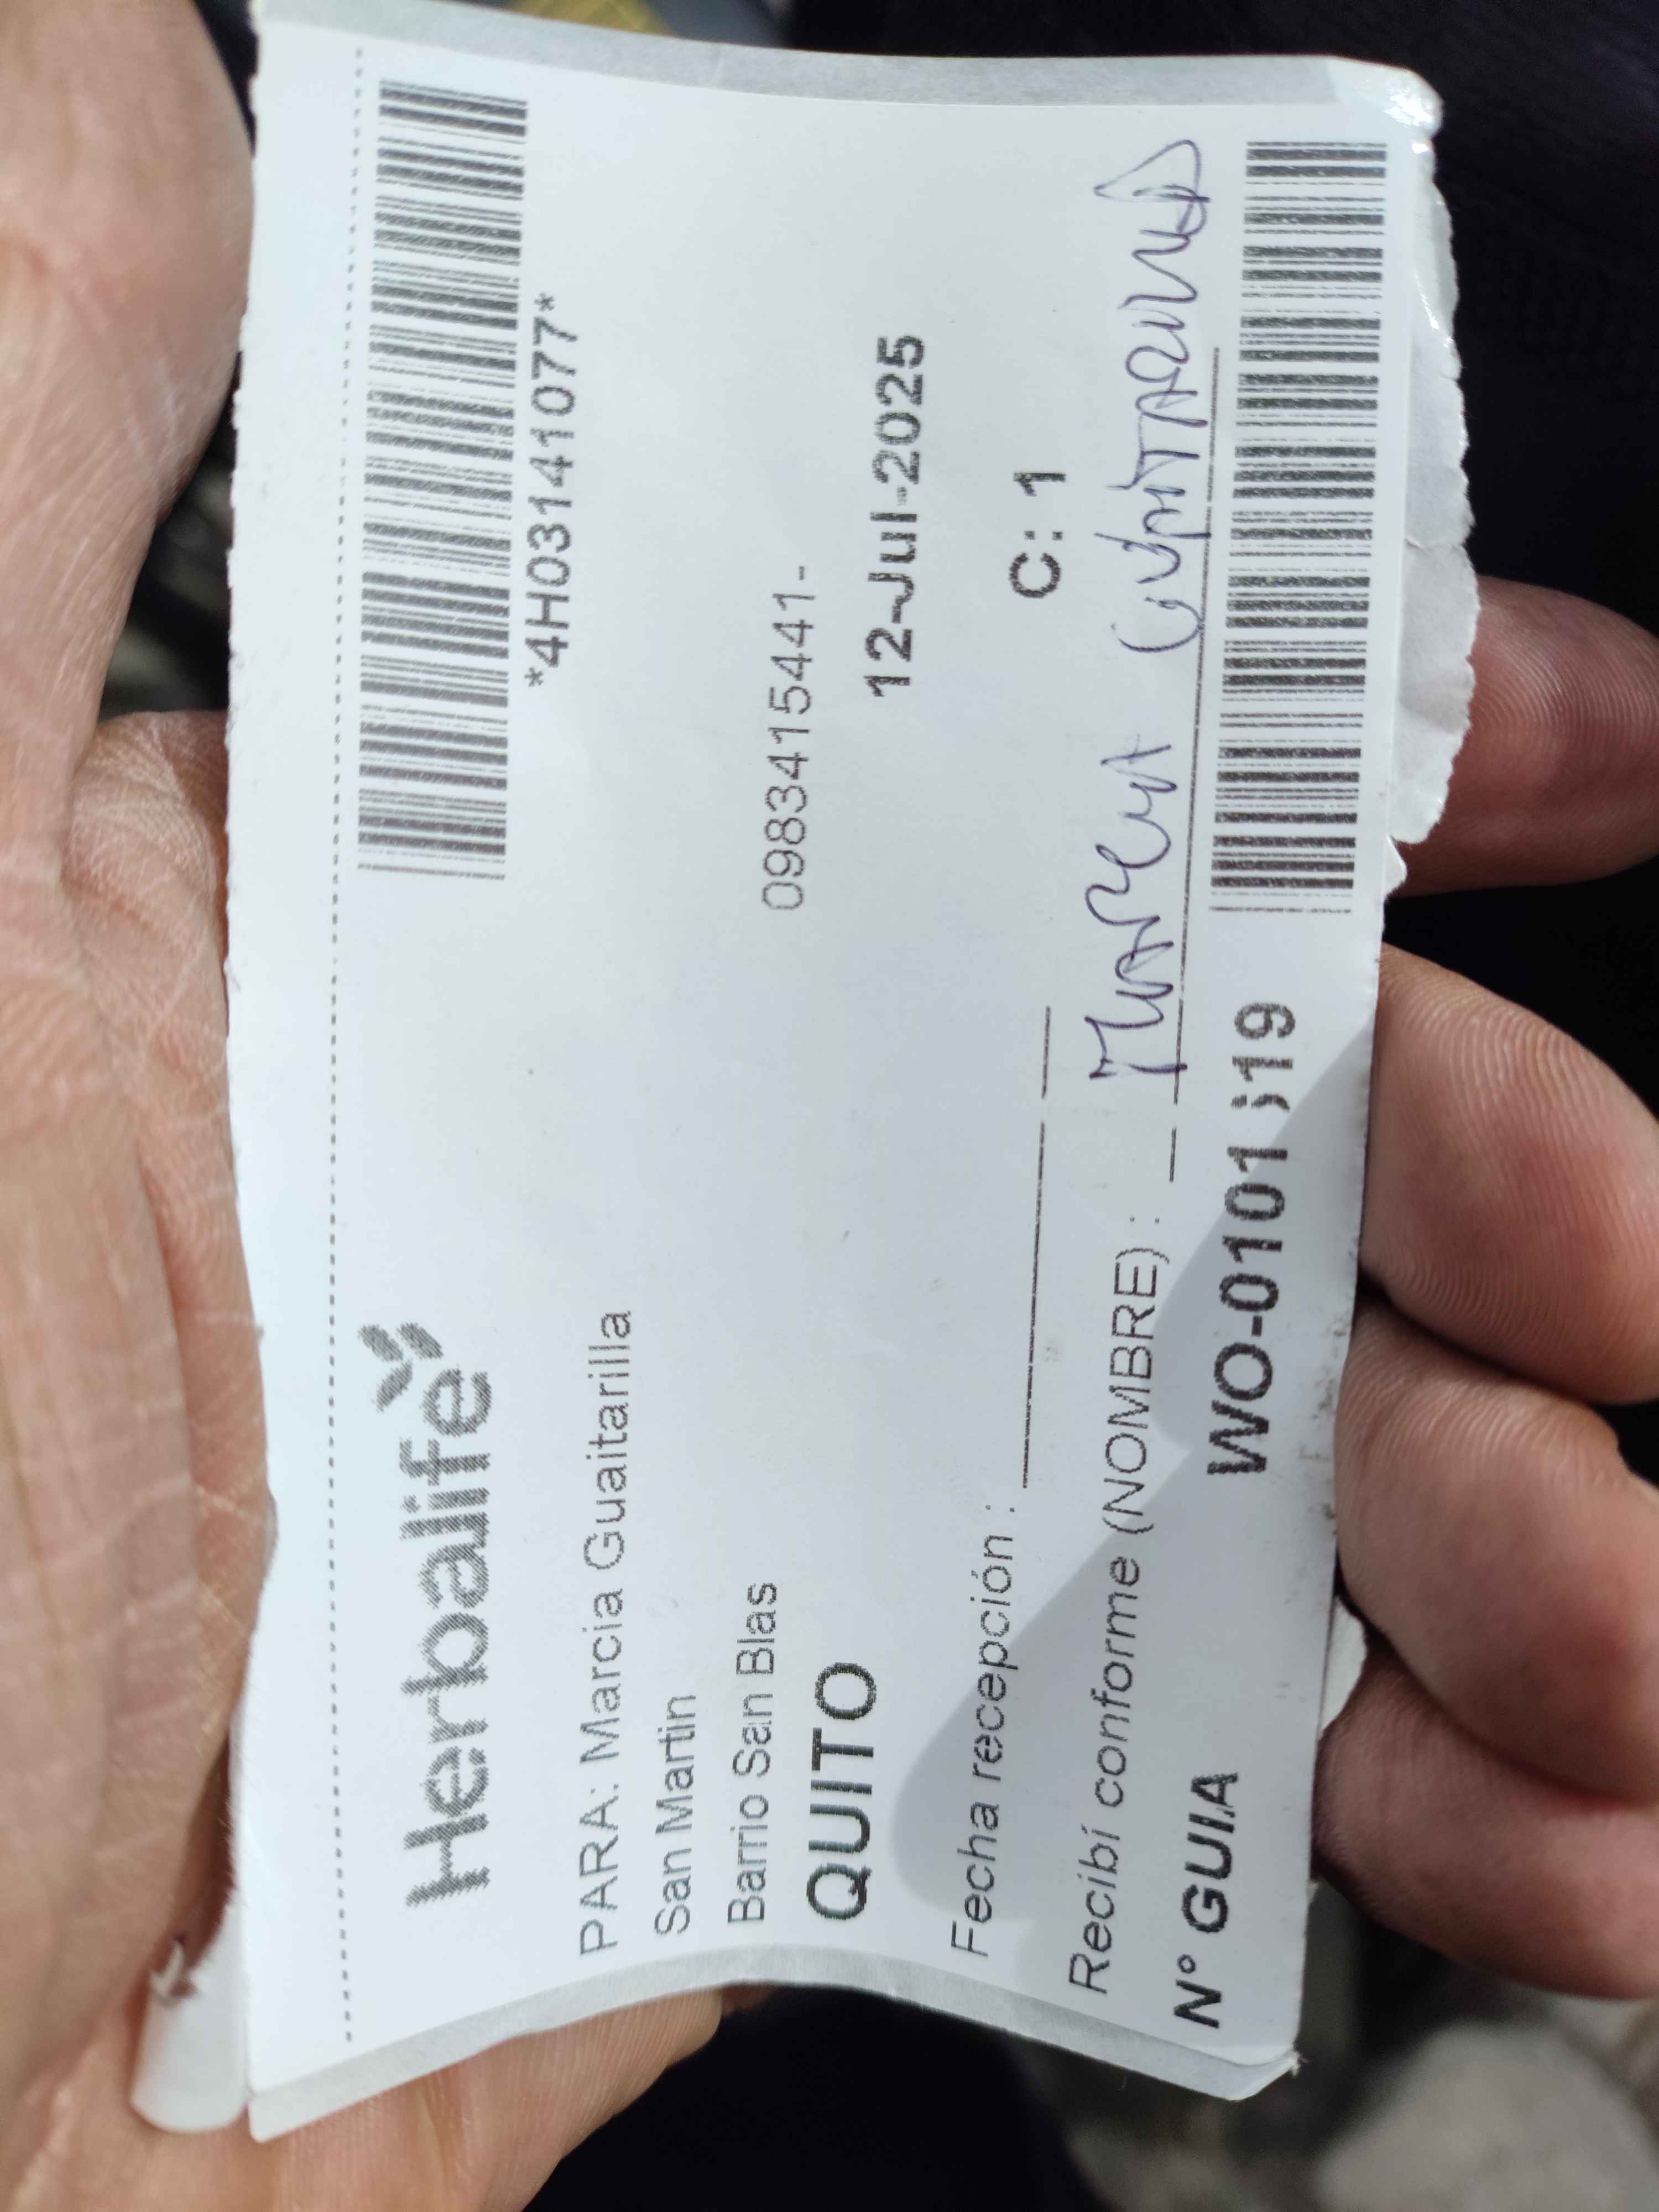 Herbalife
*4H03141077*
PARA: Marcia Guaitarilla
San Martin
Barrio San Blas
0983415441-
QUITO
12-Jul-2025
Fecha recepción :
C: 1
Recibí conforme (NOMBRE) :
N° GUIA